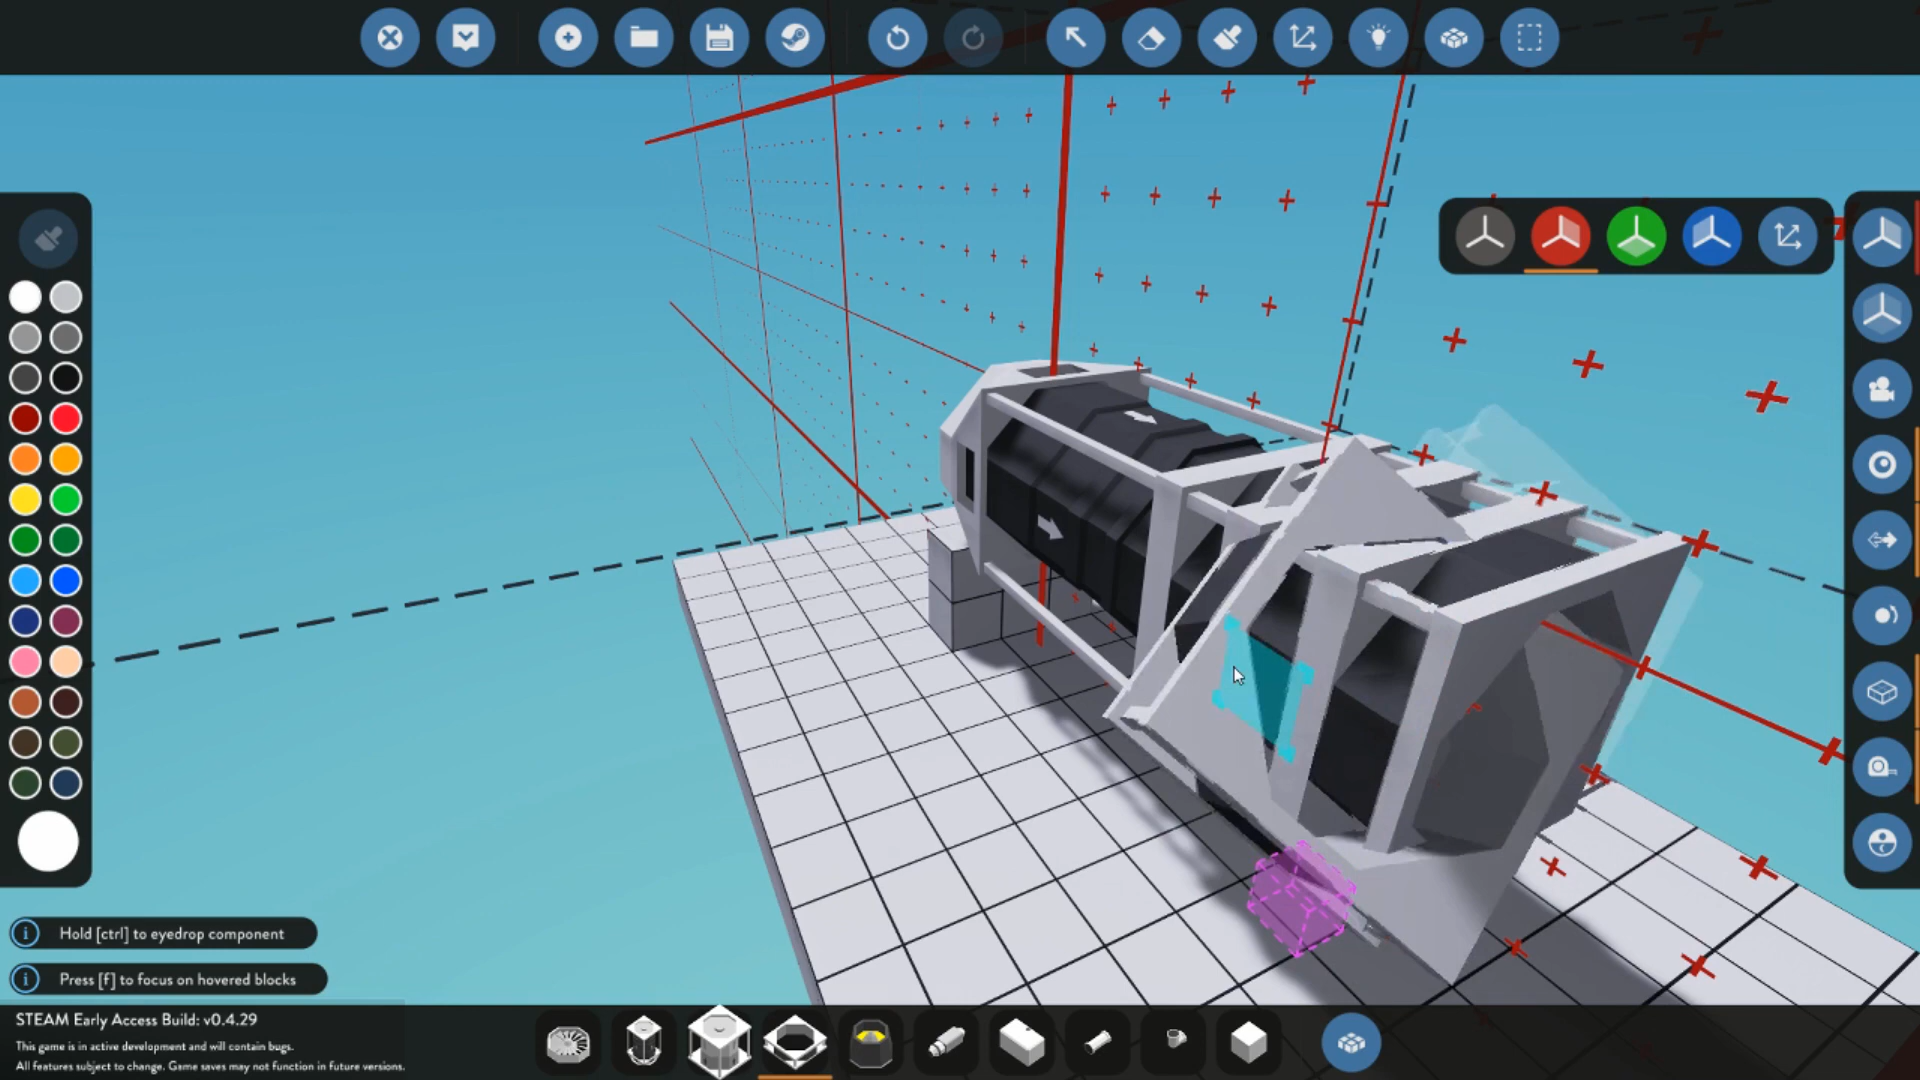 Hold [ctrl] to eyedrop component
Press [f] to focus on hovered blocks
STEAM Early Access Build: v0.4.29
This game is in active development and will contain bugs.
All features subject to change. Game saves may not function in future versions.